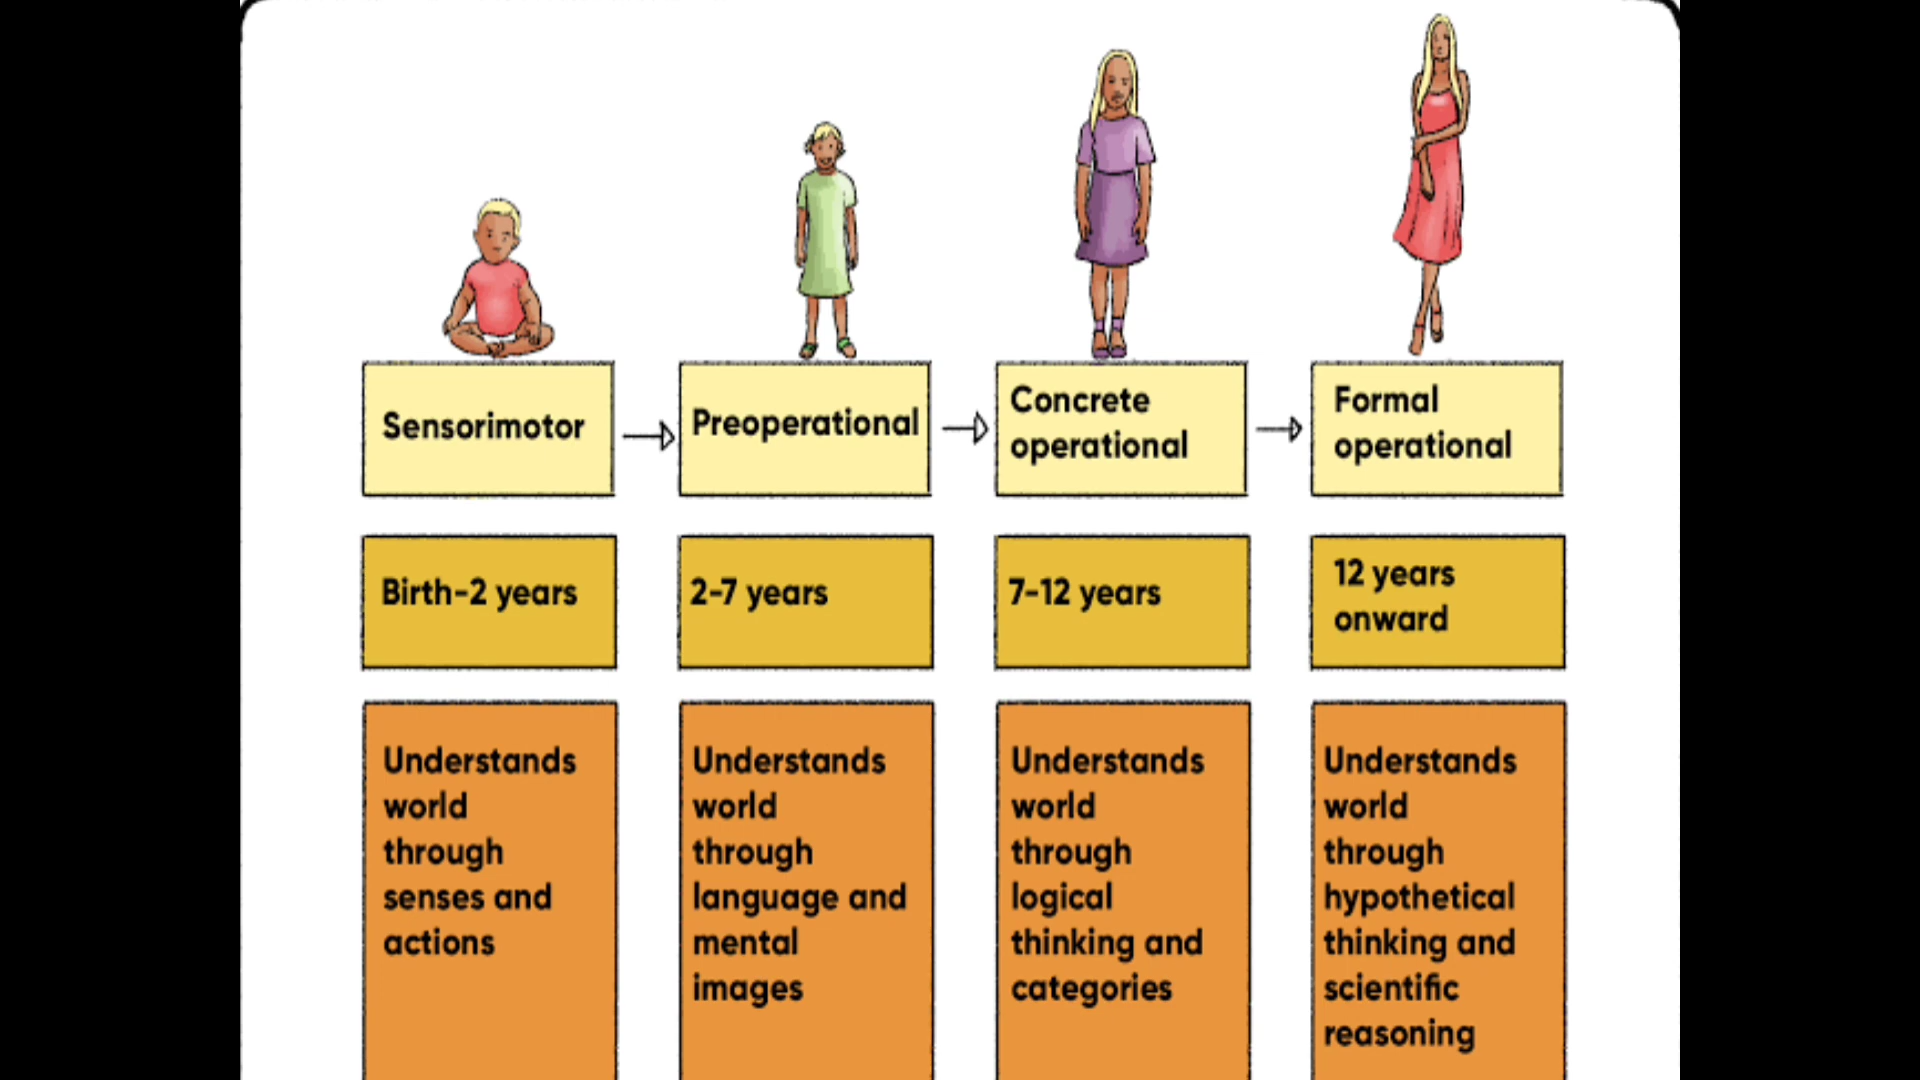 Sensorimotor
Preoperational
Concrete
operational
Formal
operational
Birth-2 years
2-7 years
7-12 years
12 years
onward
Understands
world
through
senses and
actions
Understands
world
through
language and
mental
images
Understands
world
through
logical
thinking and
categories
Understands
world
through
hypothetical
thinking and
scientific
reasoning